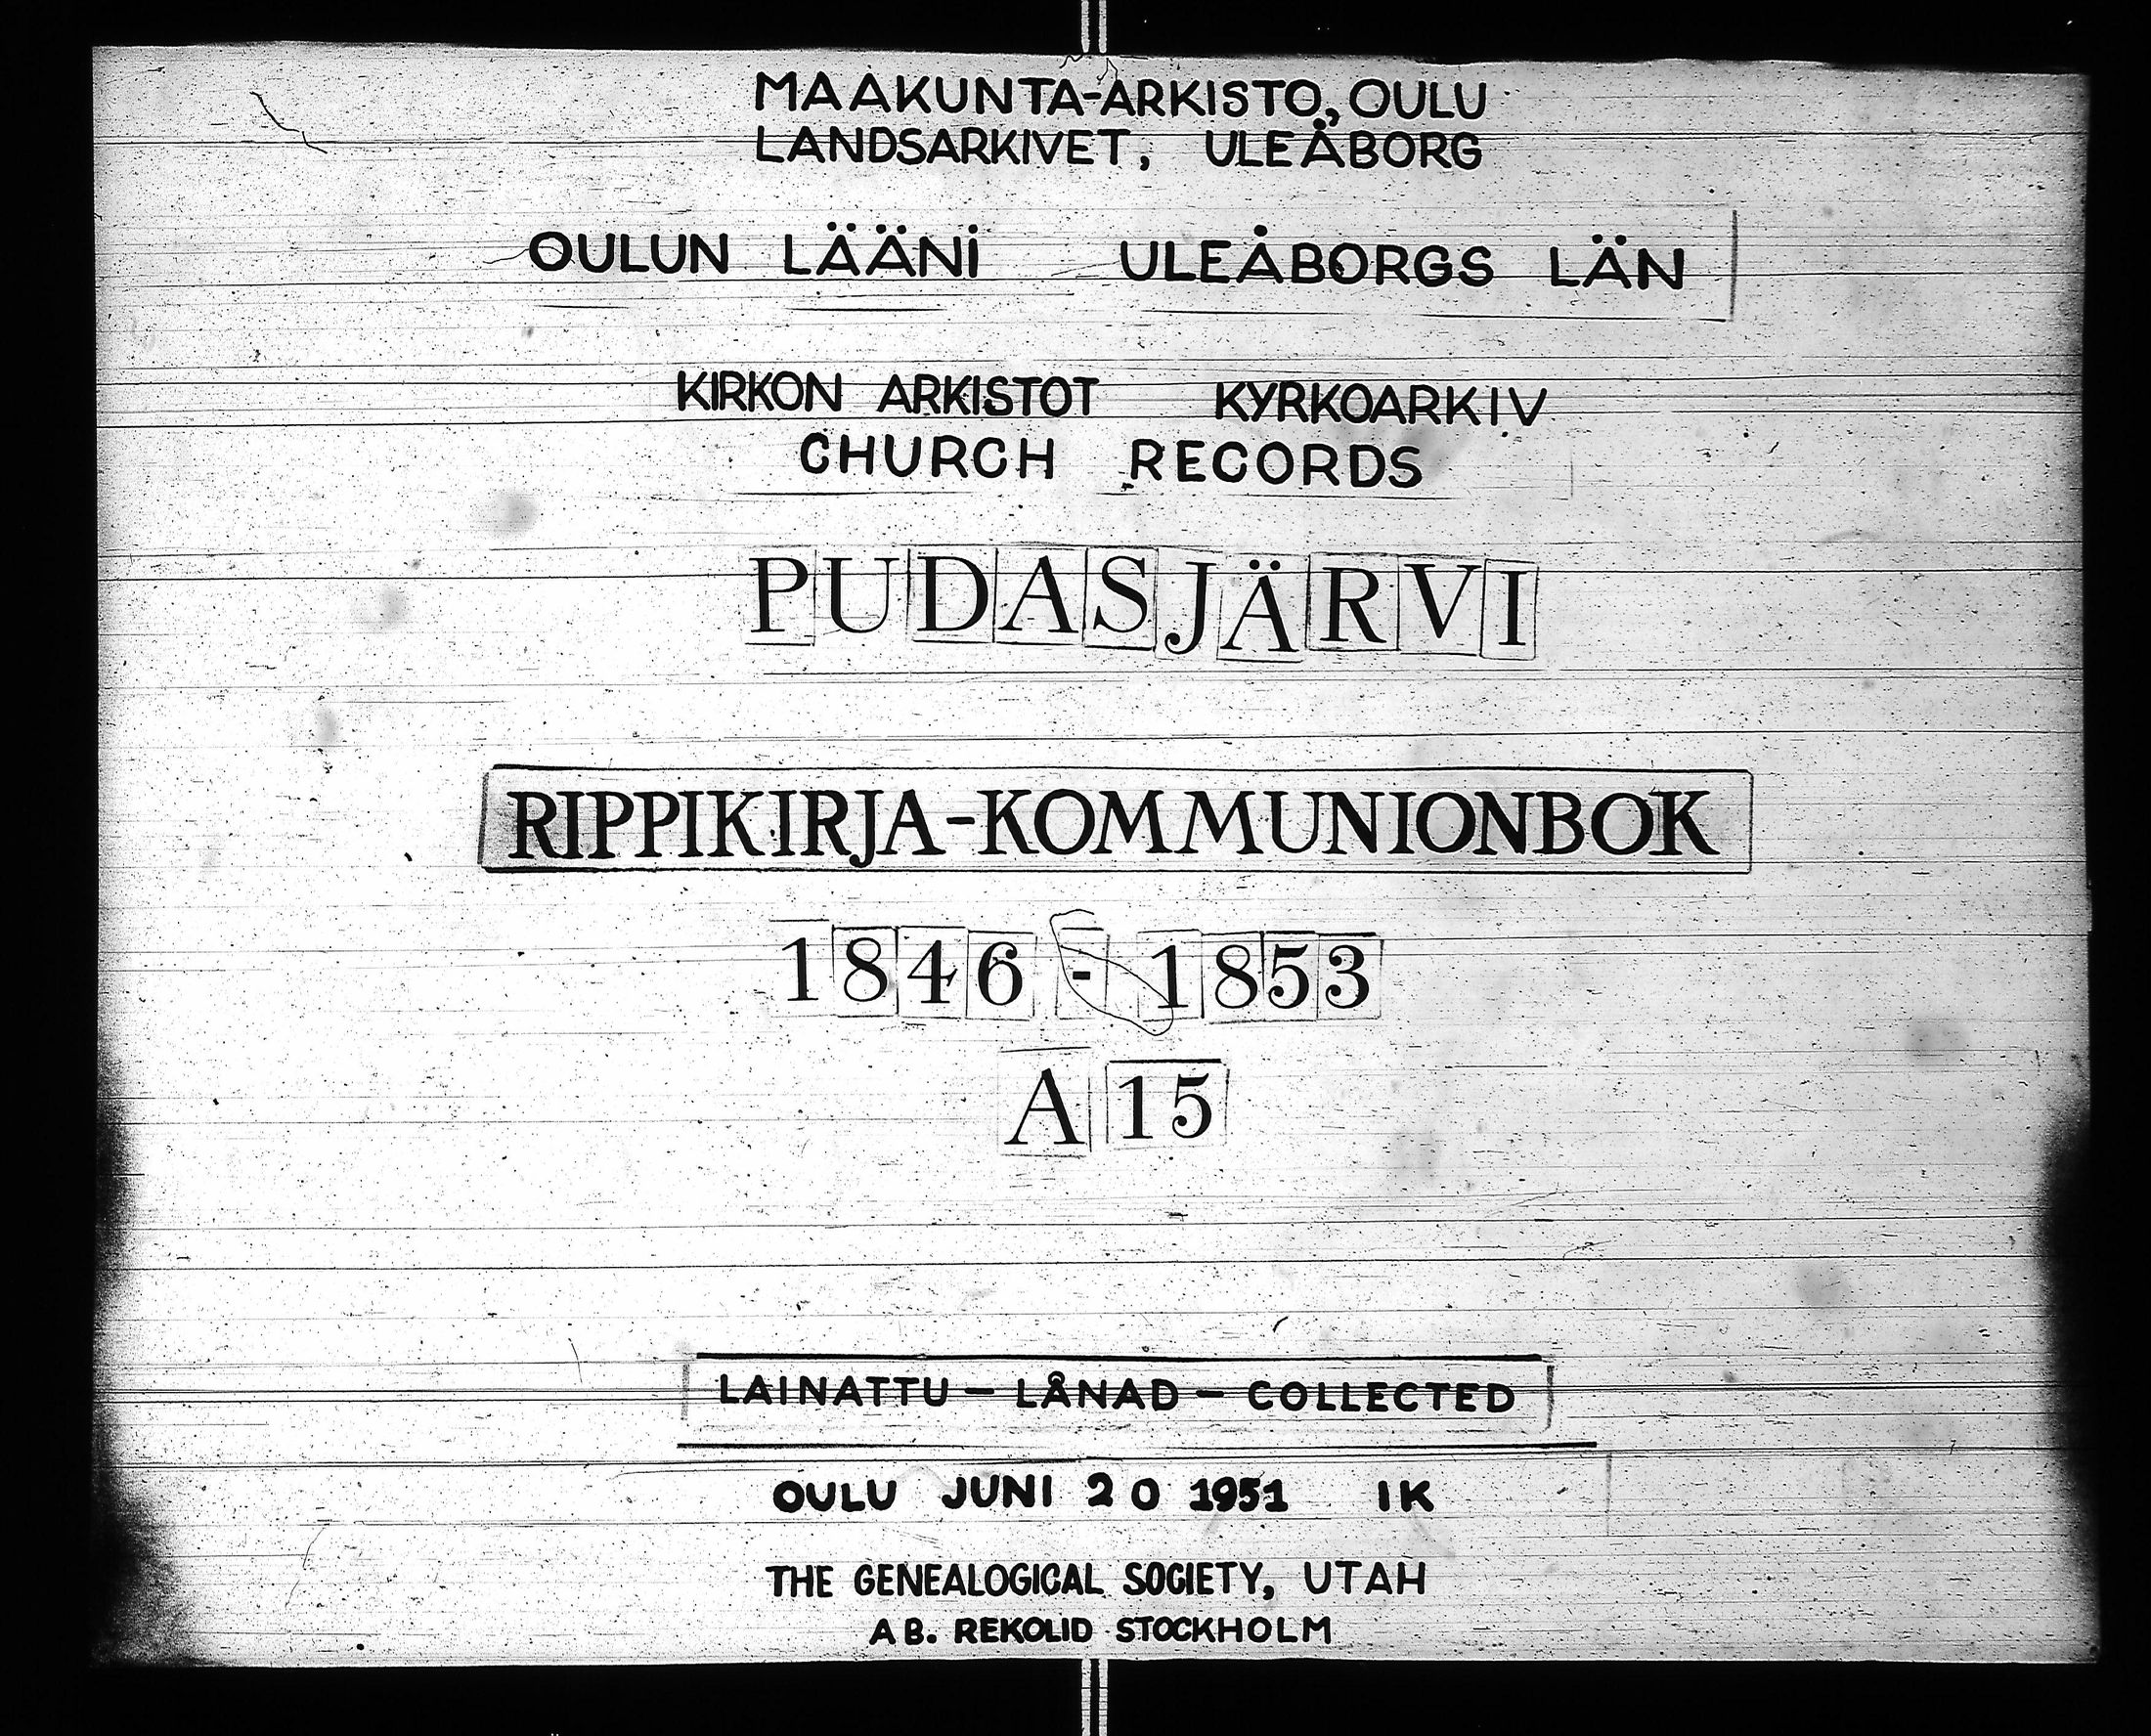 MAAKUNTA-ARKISTO, OULU
LANDSARKIVET, ULEÅBORG
OULUN LÄÄNI ULEÅBORGS LÄN
KIRKON ARKISTOT KYRKOARKIV
CHURCH RECORDS
PUDASJÄRVI
RIPPIKIRJA-KOMMUNIONBOK
1846 - 1853
A 15
LAINATTU - LÅNAD - COLLECTED
OULU JUNI 20 1951 IK
THE GENEALOGICAL SOCIETY, UTAH
AB. REKOLID STOCKHOLM